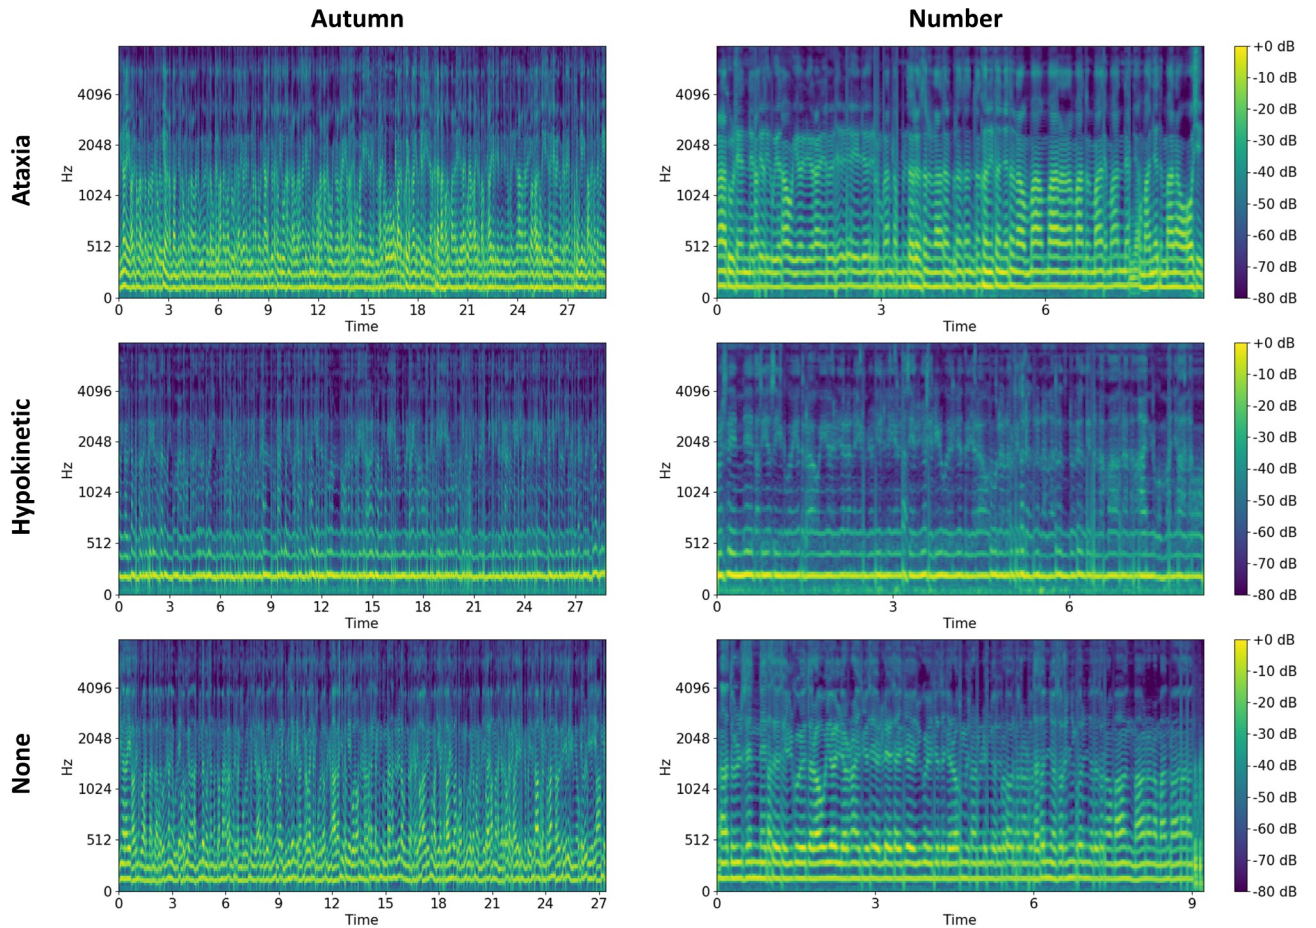 Autumn
Number
Ataxia
Hz
4096
2048
1024
512
0
0 3 6 9 12 15 18 21 24 27
Time
Hz
4096
2048
1024
512
0
0 3 6
Time
+0 dB
-10 dB
-20 dB
-30 dB
-40 dB
-50 dB
-60 dB
-70 dB
-80 dB
Hypokinetic
Hz
4096
2048
1024
512
0
0 3 6 9 12 15 18 21 24 27
Time
Hz
4096
2048
1024
512
0
0 3 6
Time
+0 dB
-10 dB
-20 dB
-30 dB
-40 dB
-50 dB
-60 dB
-70 dB
-80 dB
None
Hz
4096
2048
1024
512
0
0 3 6 9 12 15 18 21 24 27
Time
Hz
4096
2048
1024
512
0
0 3 6 9
Time
+0 dB
-10 dB
-20 dB
-30 dB
-40 dB
-50 dB
-60 dB
-70 dB
-80 dB